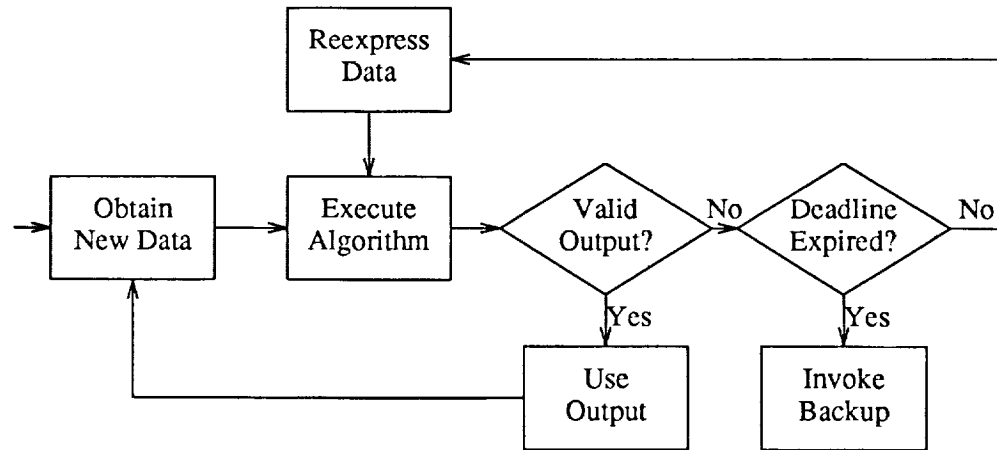 Reexpress
Data
Obtain
New Data
Execute
Algorithm
Valid
Output?
No
Deadline
Expired?
No
Yes
Yes
Use
Output
Invoke
Backup